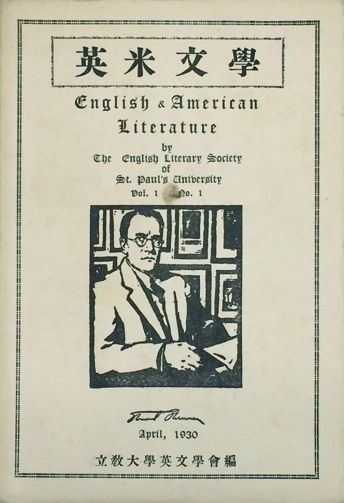 英米文學
English & American
Literature
by
The English Literary Society
of
St. Paul's University
Vol. 1 No. 1
April, 1930
立教大學英文學會編